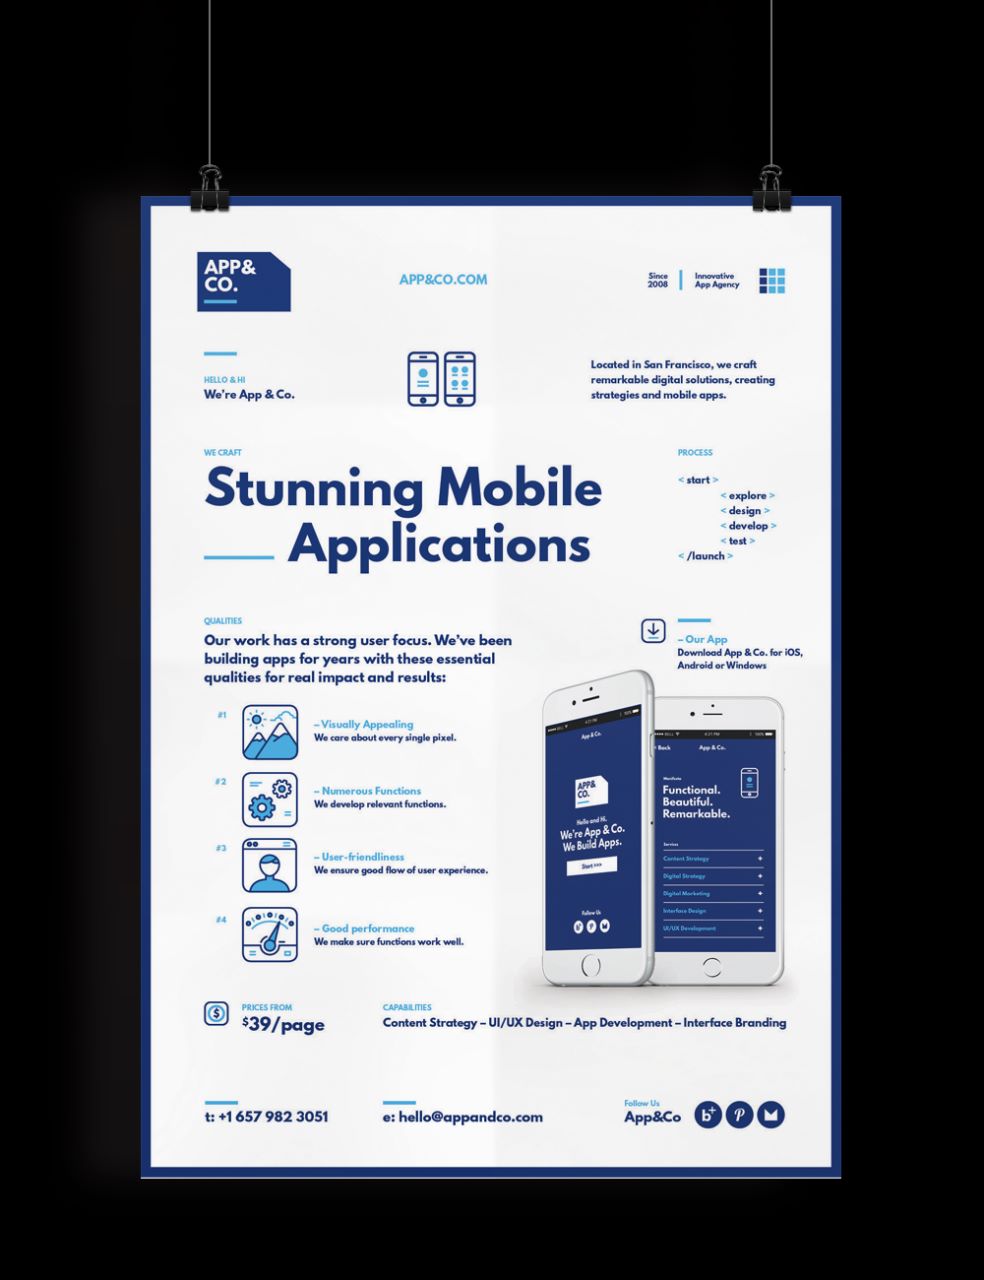 APP&
CO.
APP&CO.COM
Since
2008
Innovative
App Agency
HELLO & HI
We're App & Co.
Located in San Francisco, we craft
remarkable digital solutions, creating
strategies and mobile apps.
WE CRAFT
Stunning Mobile
Applications
PROCESS
< start >
< explore >
< design >
< develop >
< test >
< /launch >
QUALITIES
Our work has a strong user focus. We've been
building apps for years with these essential
qualities for real impact and results:
#1
– Visually Appealing
We care about every single pixel.
#2
– Numerous Functions
We develop relevant functions.
#3
– User-friendliness
We ensure good flow of user experience.
#4
– Good performance
We make sure functions work well.
– Our App
Download App & Co. for iOS,
Android or Windows
4:21 PM
App & Co.
APP&
CO.
Hello and Hi.
We're App & Co.
We Build Apps.
Start >>>
Follow Us
b+
BELL
4:21 PM
100%
Back
App & Co.
Manifesto
Functional.
Beautiful.
Remarkable.
Services
Content Strategy +
Digital Strategy +
Digital Marketing +
Interface Design +
UI/UX Development +
$
PRICES FROM
$39/page
CAPABILITIES
Content Strategy – UI/UX Design – App Development – Interface Branding
t: +1 657 982 3051
e: hello@appandco.com
Follow Us
App&Co
b+